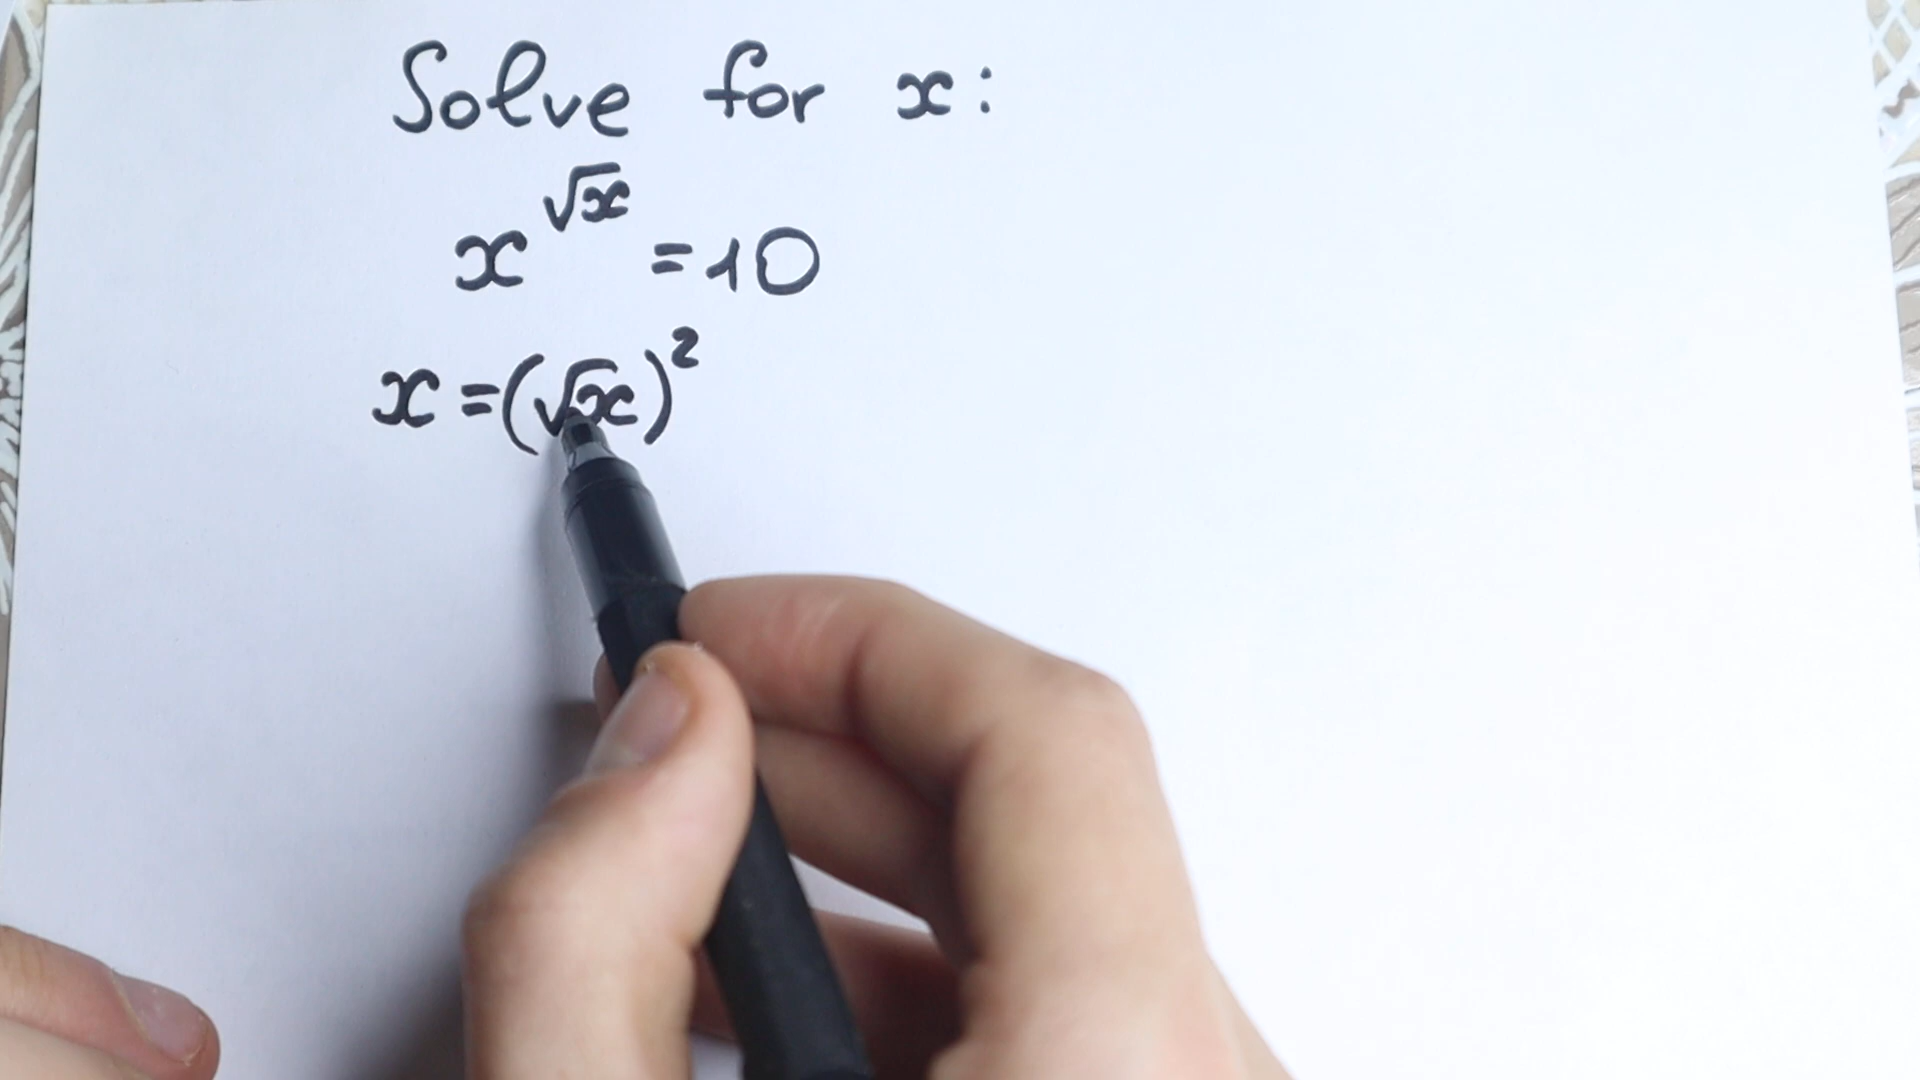 Solve for x:
x^√x = 10
x = (√x)²